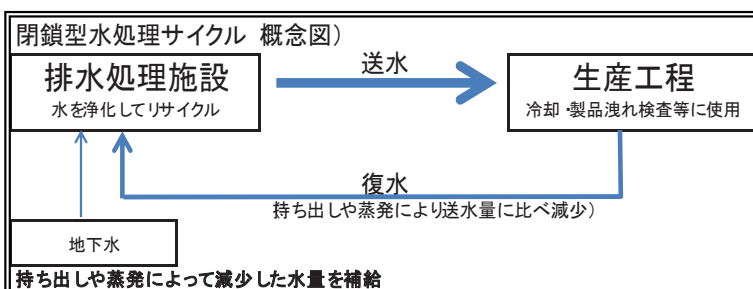 閉鎖型水処理サイクル 概念図)
排水処理施設
水を浄化してリサイクル
送水
生産工程
冷却・製品洩れ検査等に使用
復水
持ち出しや蒸発により送水量に比べ減少)
地下水
持ち出しや蒸発によって減少した水量を補給